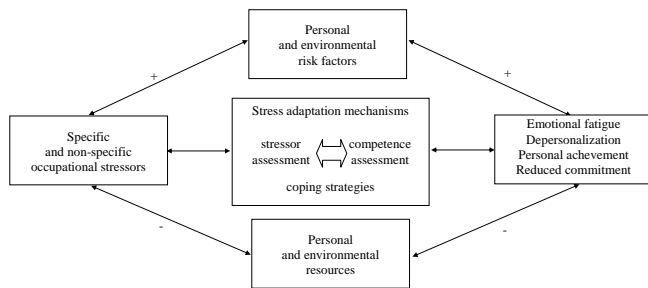 Personal
and environmental
risk factors
+
+
Specific
and non-specific
occupational stressors
Stress adaptation mechanisms
stressor assessment
competence assessment
coping strategies
Emotional fatigue
Depersonalization
Personal achevement
Reduced commitment
-
-
Personal
and environmental
resources